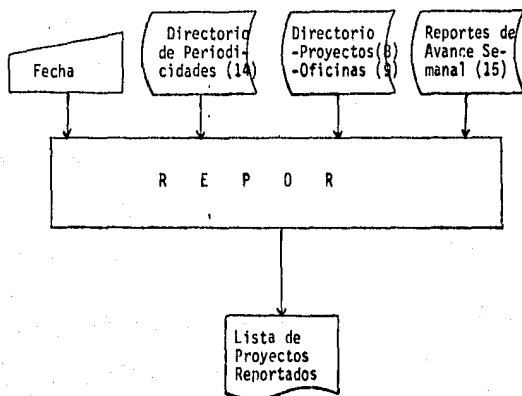 Fecha
Directorio
de Periodi-
cidades (14)
Directorio
-Proyectos(8)
-Oficinas (9)
Reportes de
Avance Se-
manal (15)
R E P O R
Lista de
Proyectos
Reportados